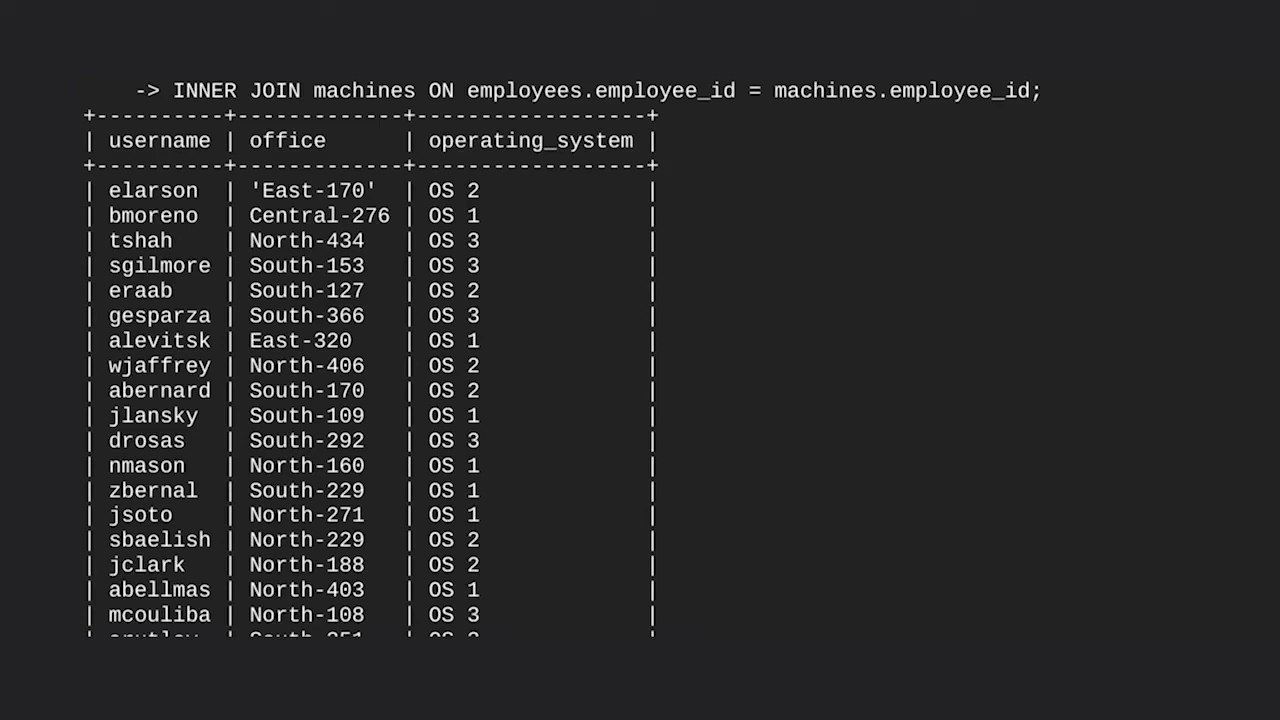 -> INNER JOIN machines ON employees.employee_id = machines.employee_id;
+----------+-------------+------------------+
| username | office      | operating_system |
+----------+-------------+------------------+
| elarson  | 'East-170'  | OS 2             |
| bmoreno  | Central-276 | OS 1             |
| tshah    | North-434   | OS 3             |
| sgilmore | South-153   | OS 3             |
| eraab    | South-127   | OS 2             |
| gesparza | South-366   | OS 3             |
| alevitsk | East-320    | OS 1             |
| wjaffrey | North-406   | OS 2             |
| abernard | South-170   | OS 2             |
| jlansky  | South-109   | OS 1             |
| drosas   | South-292   | OS 3             |
| nmason   | North-160   | OS 1             |
| zbernal  | South-229   | OS 1             |
| jsoto    | North-271   | OS 1             |
| sbaelish | North-229   | OS 2             |
| jclark   | North-188   | OS 2             |
| abellmas | North-403   | OS 1             |
| mcouliba | North-108   | OS 3             |